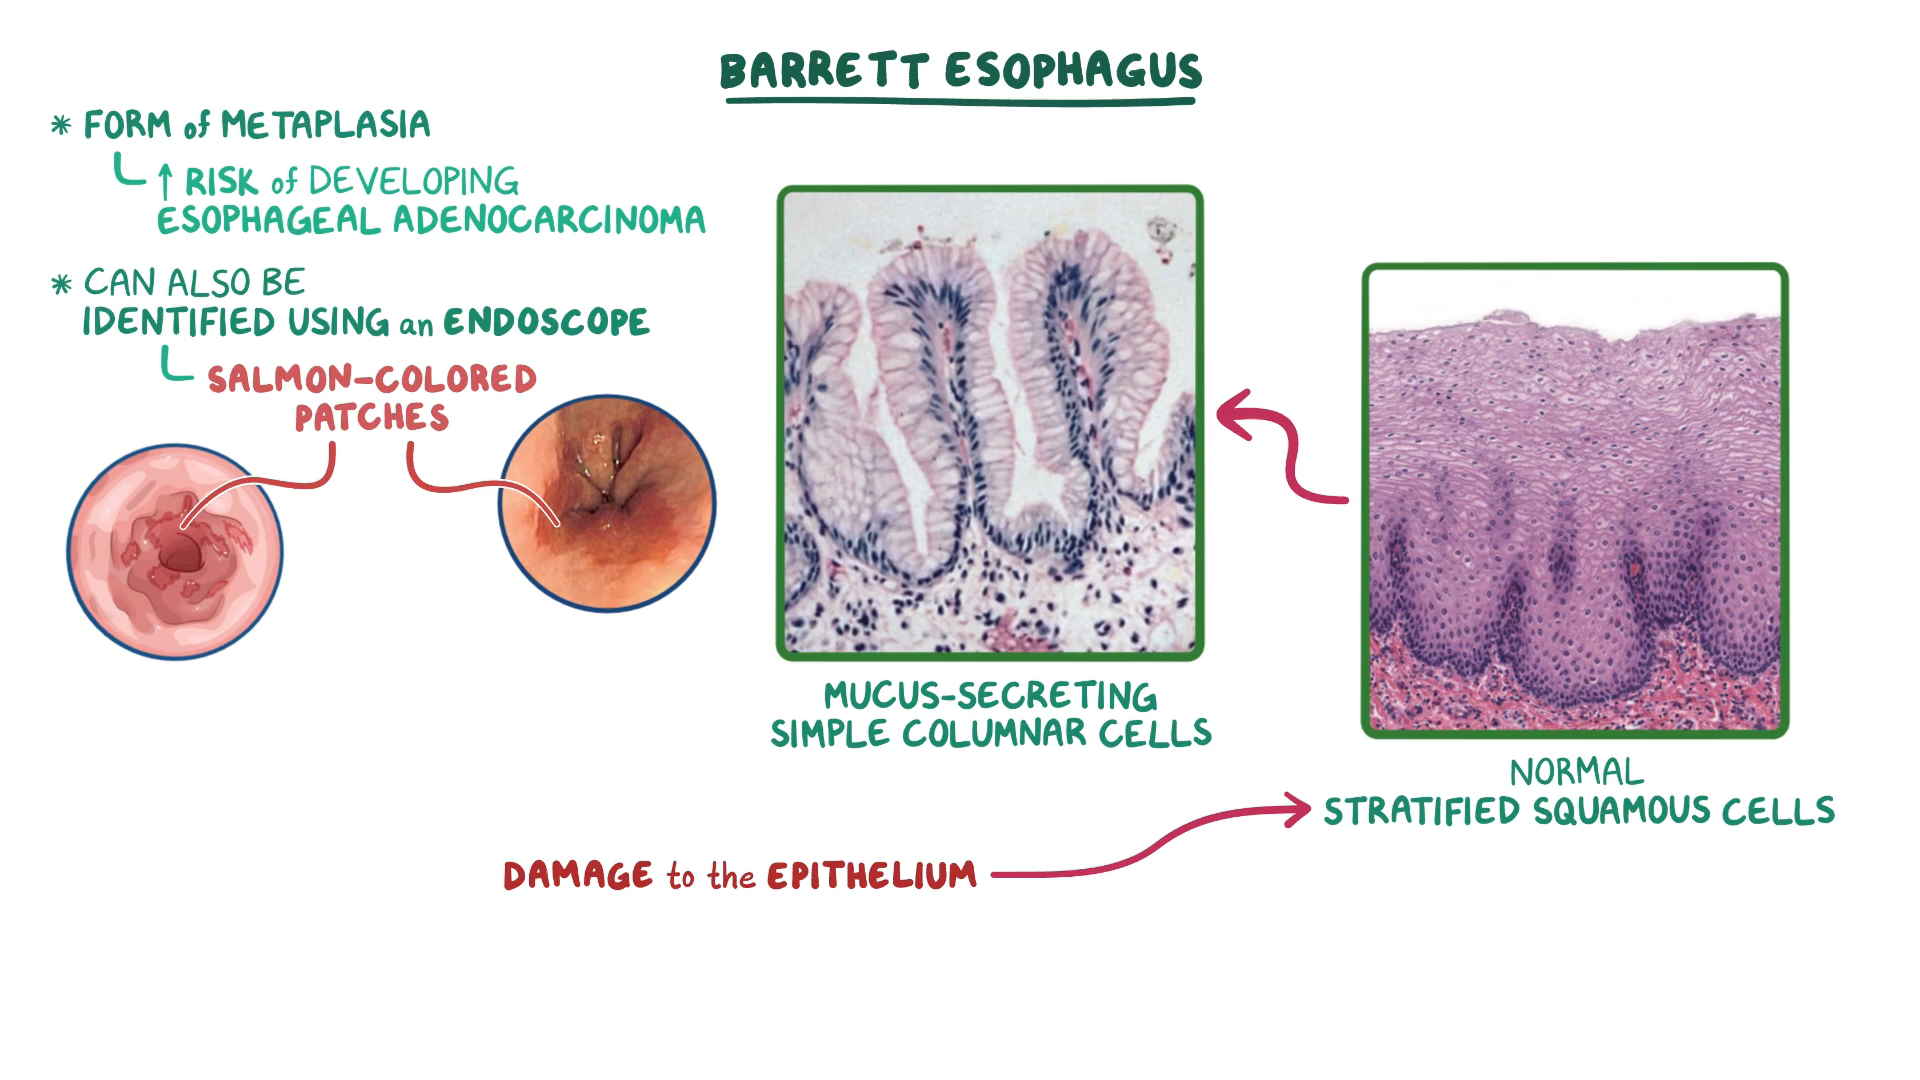 BARRETT ESOPHAGUS
* FORM of METAPLASIA
↑ RISK of DEVELOPING
ESOPHAGEAL ADENOCARCINOMA
* CAN ALSO BE
IDENTIFIED USING an ENDOSCOPE
SALMON-COLORED
PATCHES
MUCUS-SECRETING
SIMPLE COLUMNAR CELLS
NORMAL
STRATIFIED SQUAMOUS CELLS
DAMAGE to the EPITHELIUM